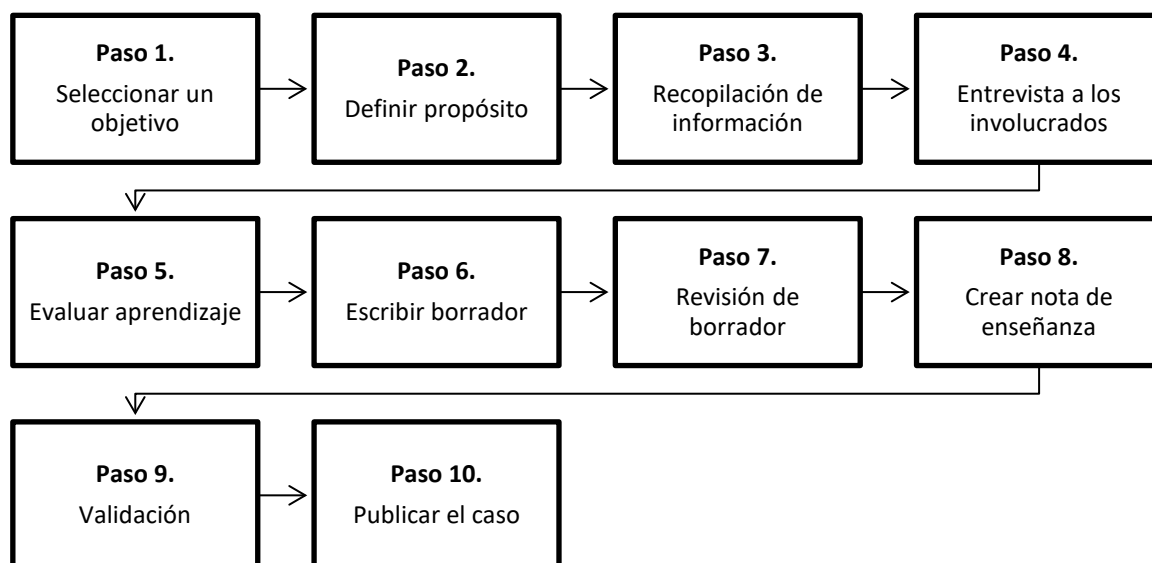 Paso 1.
Seleccionar un
objetivo
Paso 2.
Definir propósito
Paso 3.
Recopilación de
información
Paso 4.
Entrevista a los
involucrados
Paso 5.
Evaluar aprendizaje
Paso 6.
Escribir borrador
Paso 7.
Revisión de
borrador
Paso 8.
Crear nota de
enseñanza
Paso 9.
Validación
Paso 10.
Publicar el caso